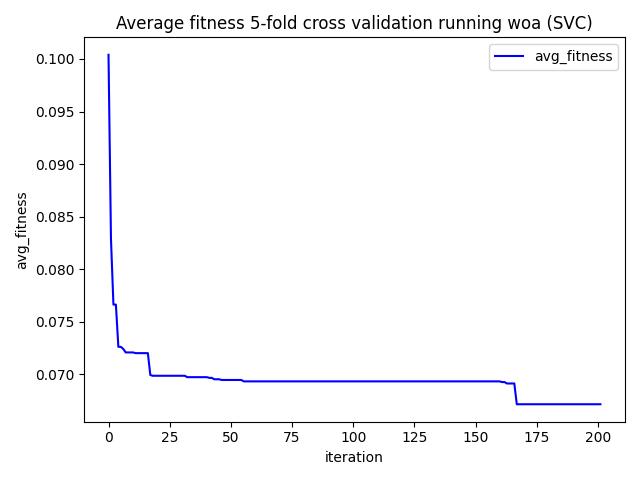 Average fitness 5-fold cross validation running woa (SVC)
avg_fitness
0.100
0.095
0.090
0.085
0.080
0.075
0.070
avg_fitness
0 25 50 75 100 125 150 175 200
iteration